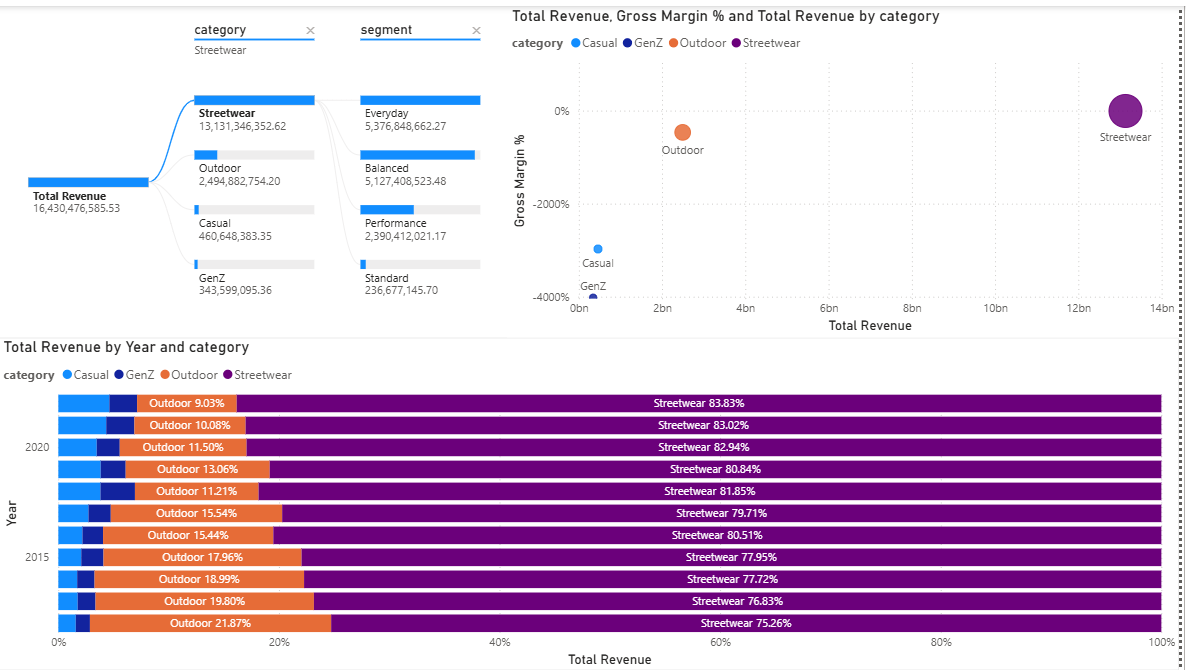 category ×
Streetwear
segment ×
Total Revenue
16,430,476,585.53
Streetwear
13,131,346,352.62
Outdoor
2,494,882,754.20
Casual
460,648,383.35
GenZ
343,599,095.36
Everyday
5,376,848,662.27
Balanced
5,127,408,523.48
Performance
2,390,412,021.17
Standard
236,677,145.70
Total Revenue, Gross Margin % and Total Revenue by category
category Casual GenZ Outdoor Streetwear
Gross Margin %
0%
-2000%
-4000%
Streetwear
Outdoor
Casual
GenZ
0bn 2bn 4bn 6bn 8bn 10bn 12bn 14bn
Total Revenue
Total Revenue by Year and category
category Casual GenZ Outdoor Streetwear
Year
Outdoor 9.03% Streetwear 83.83%
Outdoor 10.08% Streetwear 83.02%
2020 Outdoor 11.50% Streetwear 82.94%
Outdoor 13.06% Streetwear 80.84%
Outdoor 11.21% Streetwear 81.85%
Outdoor 15.54% Streetwear 79.71%
Outdoor 15.44% Streetwear 80.51%
2015 Outdoor 17.96% Streetwear 77.95%
Outdoor 18.99% Streetwear 77.72%
Outdoor 19.80% Streetwear 76.83%
Outdoor 21.87% Streetwear 75.26%
0% 20% 40% 60% 80% 100%
Total Revenue